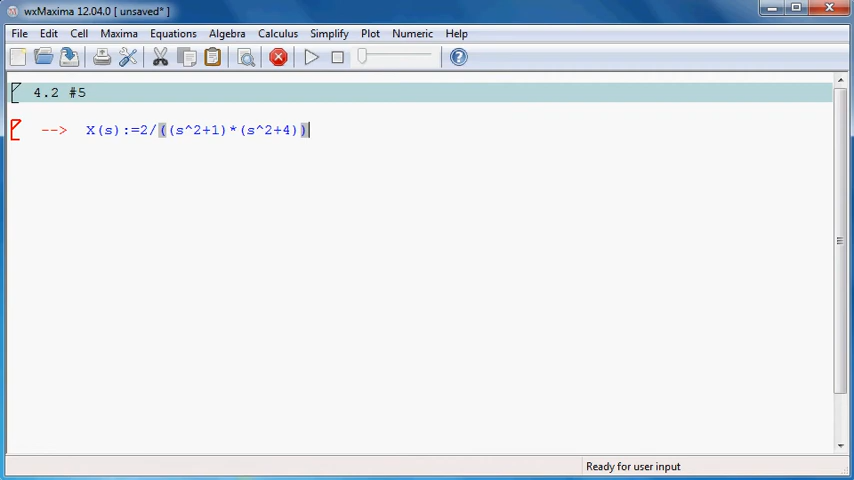 wxMaxima 12.04.0 [ unsaved* ]
File Edit Cell Maxima Equations Algebra Calculus Simplify Plot Numeric Help
4.2 #5
--> X(s):=2/((s^2+1)*(s^2+4))
Ready for user input